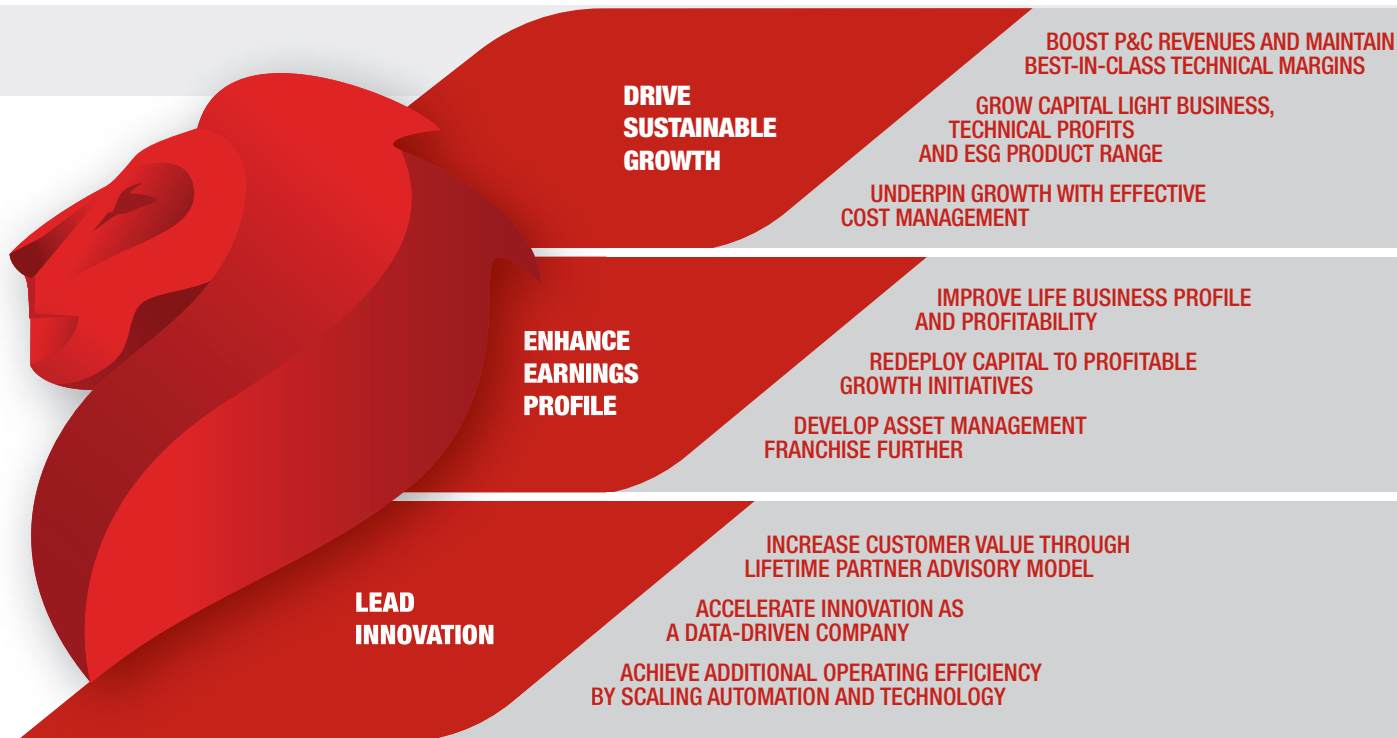 DRIVE
SUSTAINABLE
GROWTH
BOOST P&C REVENUES AND MAINTAIN
BEST-IN-CLASS TECHNICAL MARGINS
GROW CAPITAL LIGHT BUSINESS,
TECHNICAL PROFITS
AND ESG PRODUCT RANGE
UNDERPIN GROWTH WITH EFFECTIVE
COST MANAGEMENT
ENHANCE
EARNINGS
PROFILE
IMPROVE LIFE BUSINESS PROFILE
AND PROFITABILITY
REDEPLOY CAPITAL TO PROFITABLE
GROWTH INITIATIVES
DEVELOP ASSET MANAGEMENT
FRANCHISE FURTHER
LEAD
INNOVATION
INCREASE CUSTOMER VALUE THROUGH
LIFETIME PARTNER ADVISORY MODEL
ACCELERATE INNOVATION AS
A DATA-DRIVEN COMPANY
ACHIEVE ADDITIONAL OPERATING EFFICIENCY
BY SCALING AUTOMATION AND TECHNOLOGY